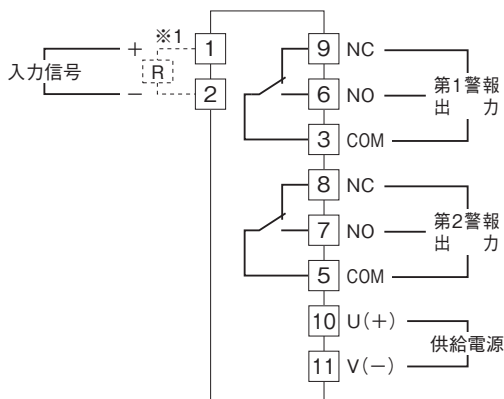 入力信号
+
−
※1
R
1
2
9 NC
6 NO
3 COM
第1警報
出 力
8 NC
7 NO
5 COM
第2警報
出 力
10 U(+)
11 V(−)
供給電源